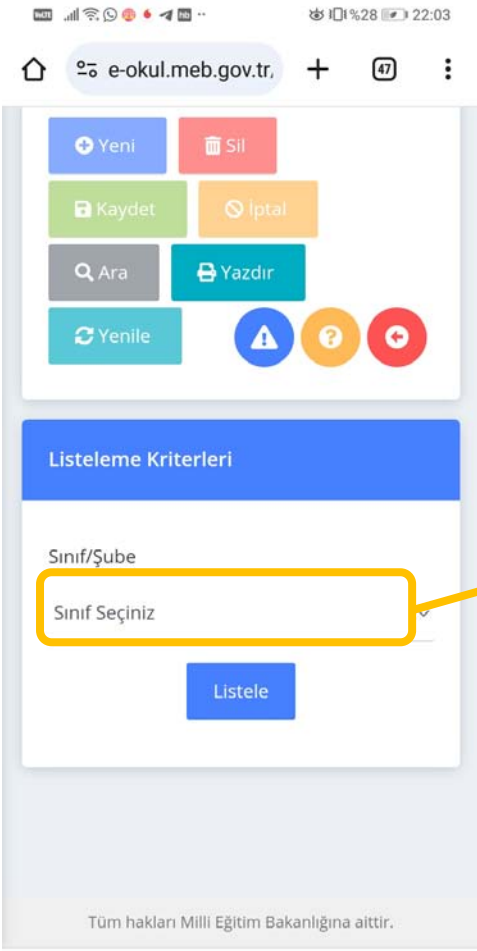 VoLTE %28 22:03
e-okul.meb.gov.tr, 47
Yeni Sil
Kaydet İptal
Ara Yazdır
Yenile
Listeleme Kriterleri
Sınıf/Şube
Sınıf Seçiniz
Listele
Tüm hakları Milli Eğitim Bakanlığına aittir.